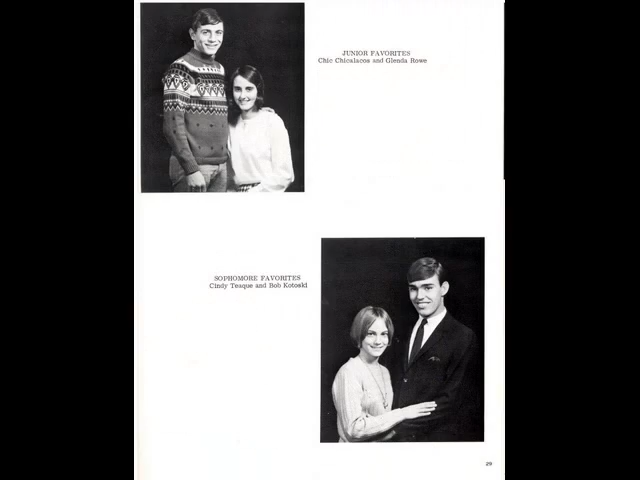 JUNIOR FAVORITES
Chic Chicalacos and Glenda Rowe
SOPHOMORE FAVORITES
Cindy Teaque and Bob Kotoski
29